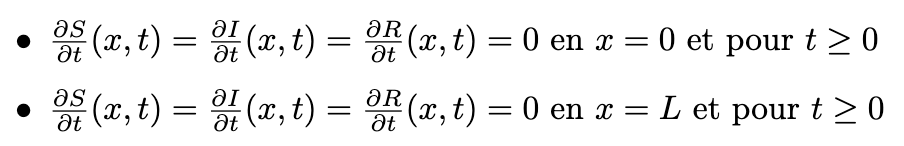 • ∂S/∂t (x, t) = ∂I/∂t (x, t) = ∂R/∂t (x, t) = 0 en x = 0 et pour t ≥ 0
• ∂S/∂t (x, t) = ∂I/∂t (x, t) = ∂R/∂t (x, t) = 0 en x = L et pour t ≥ 0